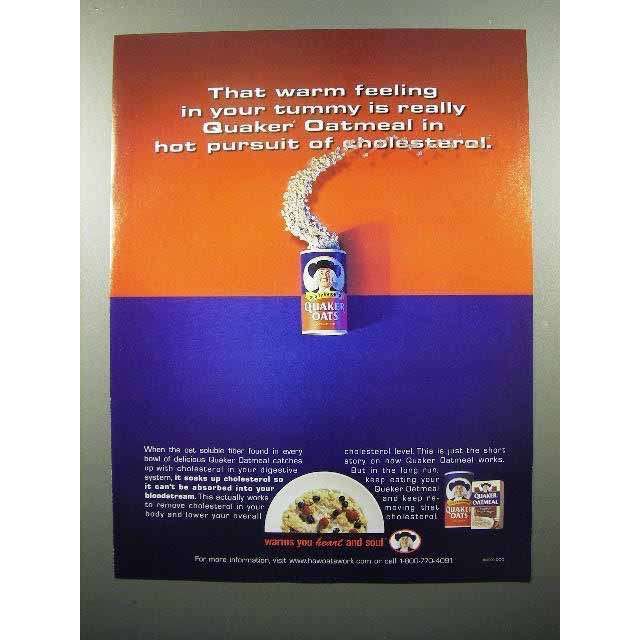 That warm feeling
in your tummy is really
Quaker® Oatmeal in
hot pursuit of cholesterol.
QUAKER
OATS
When the oat soluble fiber found in every
bowl of delicious Quaker Oatmeal catches
up with cholesterol in your digestive
system, it soaks up cholesterol so
it can't be absorbed into your
bloodstream. This actually works
to remove cholesterol in your
body and lower your overall
cholesterol level. This is just the short
story on how Quaker Oatmeal works.
But in the long run,
keep eating your
Quaker Oatmeal
and keep re-
moving that
cholesterol.
QUAKER
OATS
QUAKER
OATMEAL
warms you heart and soul
For more information, visit www.howoatswork.com or call 1-800-770-4091